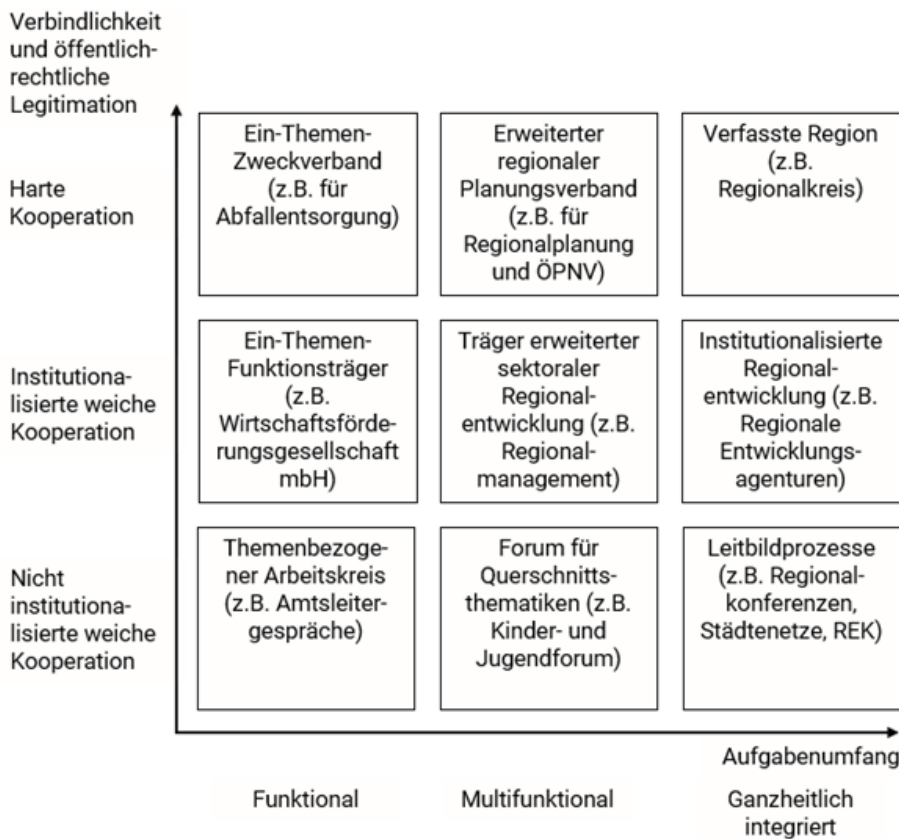 Verbindlichkeit
und öffentlich-
rechtliche
Legitimation
Harte
Kooperation
Ein-Themen-
Zweckverband
(z.B. für
Abfallentsorgung)
Erweiterter
regionaler
Planungsverband
(z.B. für
Regionalplanung
und ÖPNV)
Verfasste Region
(z.B.
Regionalkreis)
Institutiona-
lisierte weiche
Kooperation
Ein-Themen-
Funktionsträger
(z.B.
Wirtschaftsförde-
rungsgesellschaft
mbH)
Träger erweiterter
sektoraler
Regional-
entwicklung (z.B.
Regional-
management)
Institutionalisierte
Regional-
entwicklung (z.B.
Regionale
Entwicklungs-
agenturen)
Nicht
institutiona-
lisierte weiche
Kooperation
Themenbezoge-
ner Arbeitskreis
(z.B. Amtsleiter-
gespräche)
Forum für
Querschnitts-
thematiken (z.B.
Kinder- und
Jugendforum)
Leitbildprozesse
(z.B. Regional-
konferenzen,
Städtenetze, REK)
Aufgabenumfang
Funktional
Multifunktional
Ganzheitlich
integriert